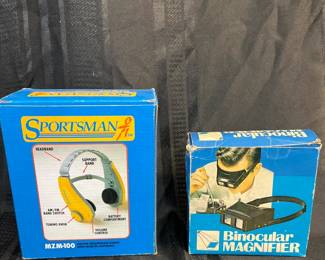 SPORTSMAN
HEADBAND
SUPPORT
BAND
AM/FM
BAND SWITCH
TUNING KNOB
BATTERY
COMPARTMENT
VOLUME
CONTROL
MZM-100
Binocular
MAGNIFIER
Binocular
MAGNIFIER